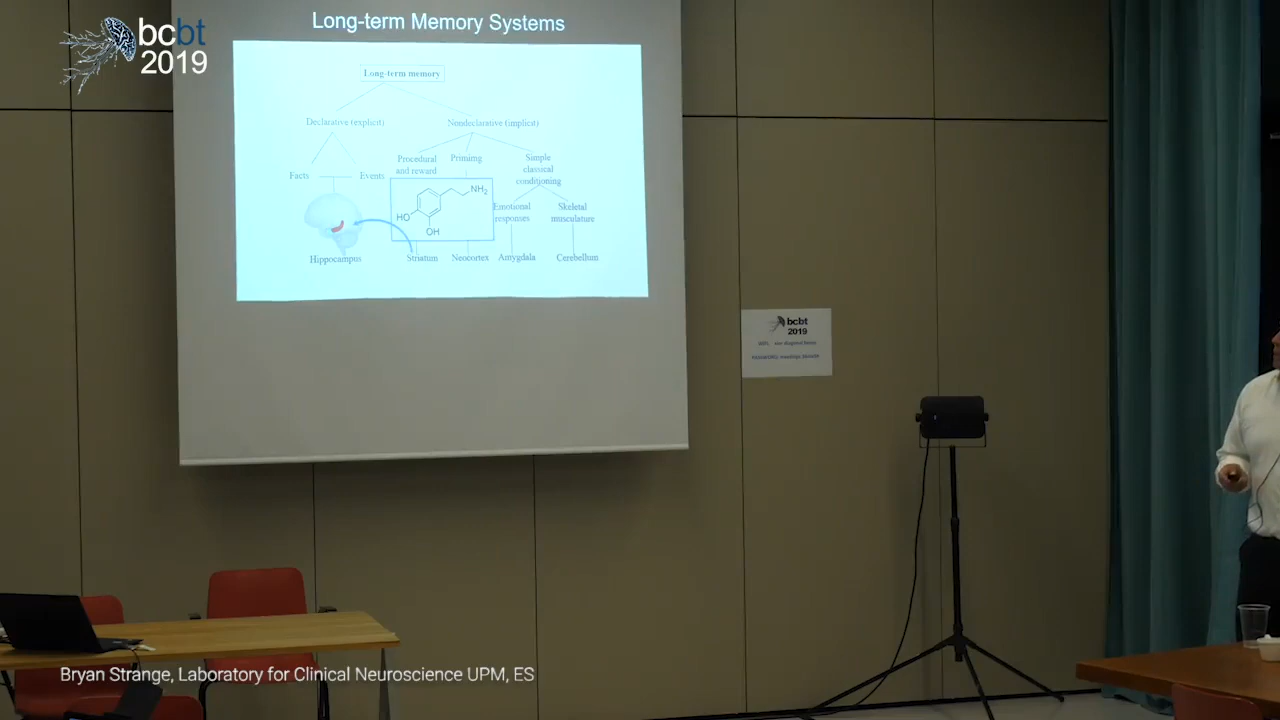 bcbt
2019
Long-term Memory Systems
Long-term memory
Declarative (explicit)
Nondeclarative (implicit)
Procedural
and reward
Priming
Simple
classical
conditioning
Facts
Events
NH2
HO
OH
Emotional
responses
Skeletal
musculature
Hippocampus
Striatum
Neocortex
Amygdala
Cerebellum
bcbt
2019
Bryan Strange, Laboratory for Clinical Neuroscience UPM, ES